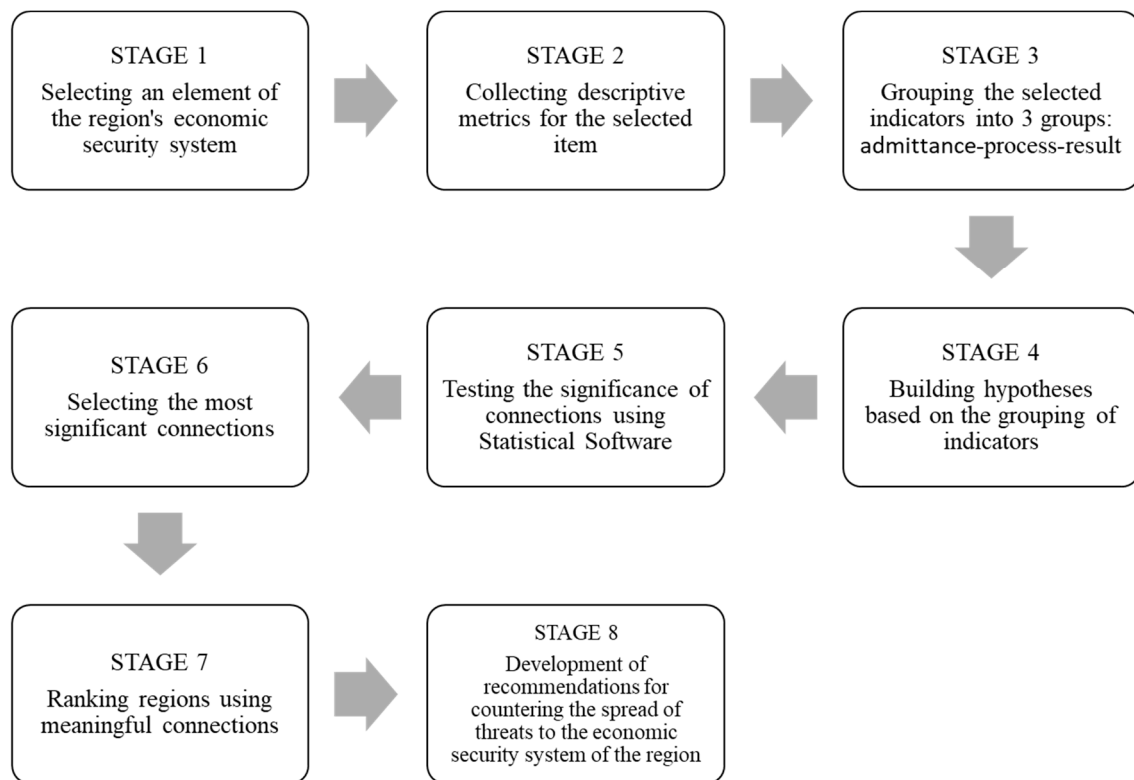 STAGE 1
Selecting an element of
the region's economic
security system
STAGE 2
Collecting descriptive
metrics for the selected
item
STAGE 3
Grouping the selected
indicators into 3 groups:
admittance-process-result
STAGE 4
Building hypotheses
based on the grouping of
indicators
STAGE 5
Testing the significance of
connections using
Statistical Software
STAGE 6
Selecting the most
significant connections
STAGE 7
Ranking regions using
meaningful connections
STAGE 8
Development of
recommendations for
countering the spread of
threats to the economic
security system of the region